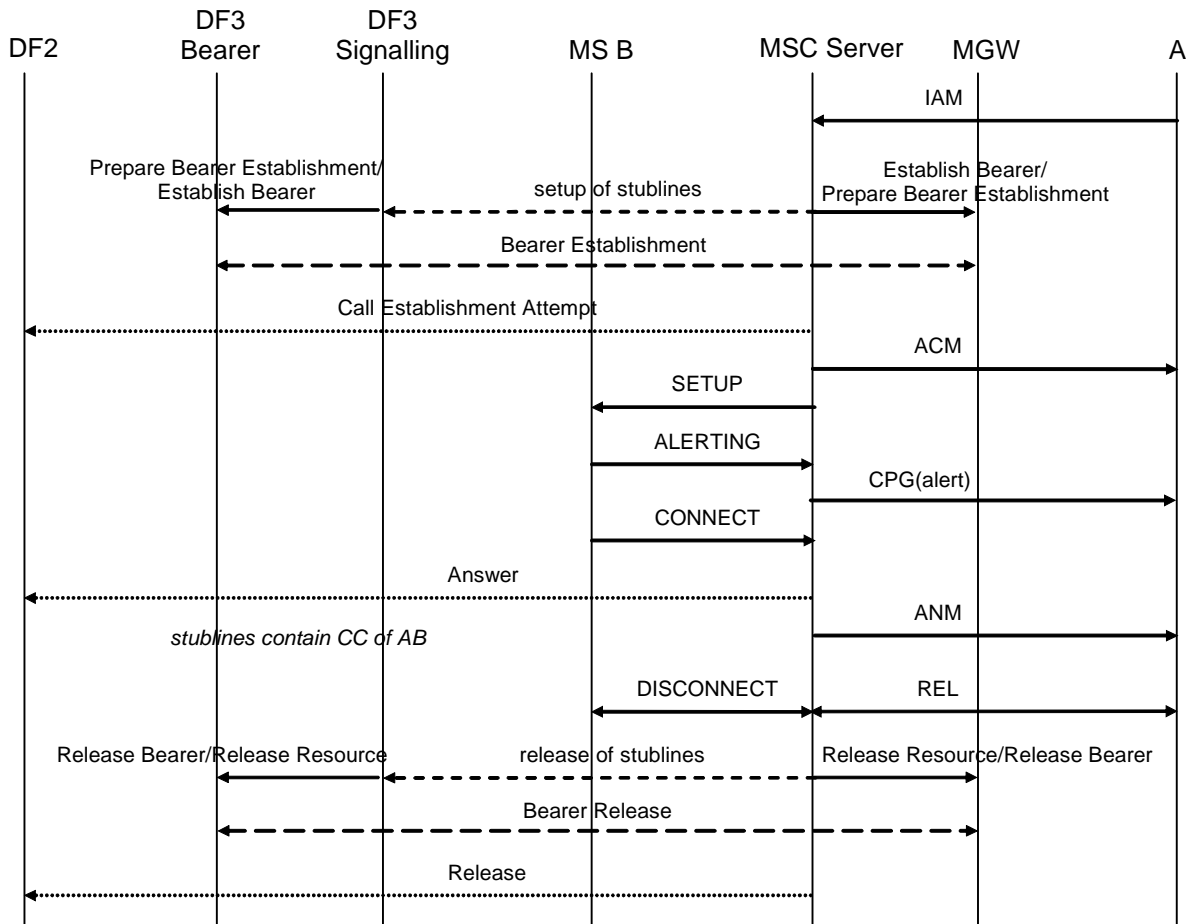 DF3
DF3
DF2
Bearer
Signalling
MS B
MSC Server
MGW
A
IAM
Prepare Bearer Establishment/
Establish Bearer
setup of stublines
Establish Bearer/
Prepare Bearer Establishment
Bearer Establishment
Call Establishment Attempt
ACM
SETUP
ALERTING
CPG(alert)
CONNECT
Answer
ANM
stublines contain CC of AB
DISCONNECT
REL
Release Bearer/Release Resource
release of stublines
Release Resource/Release Bearer
Bearer Release
Release